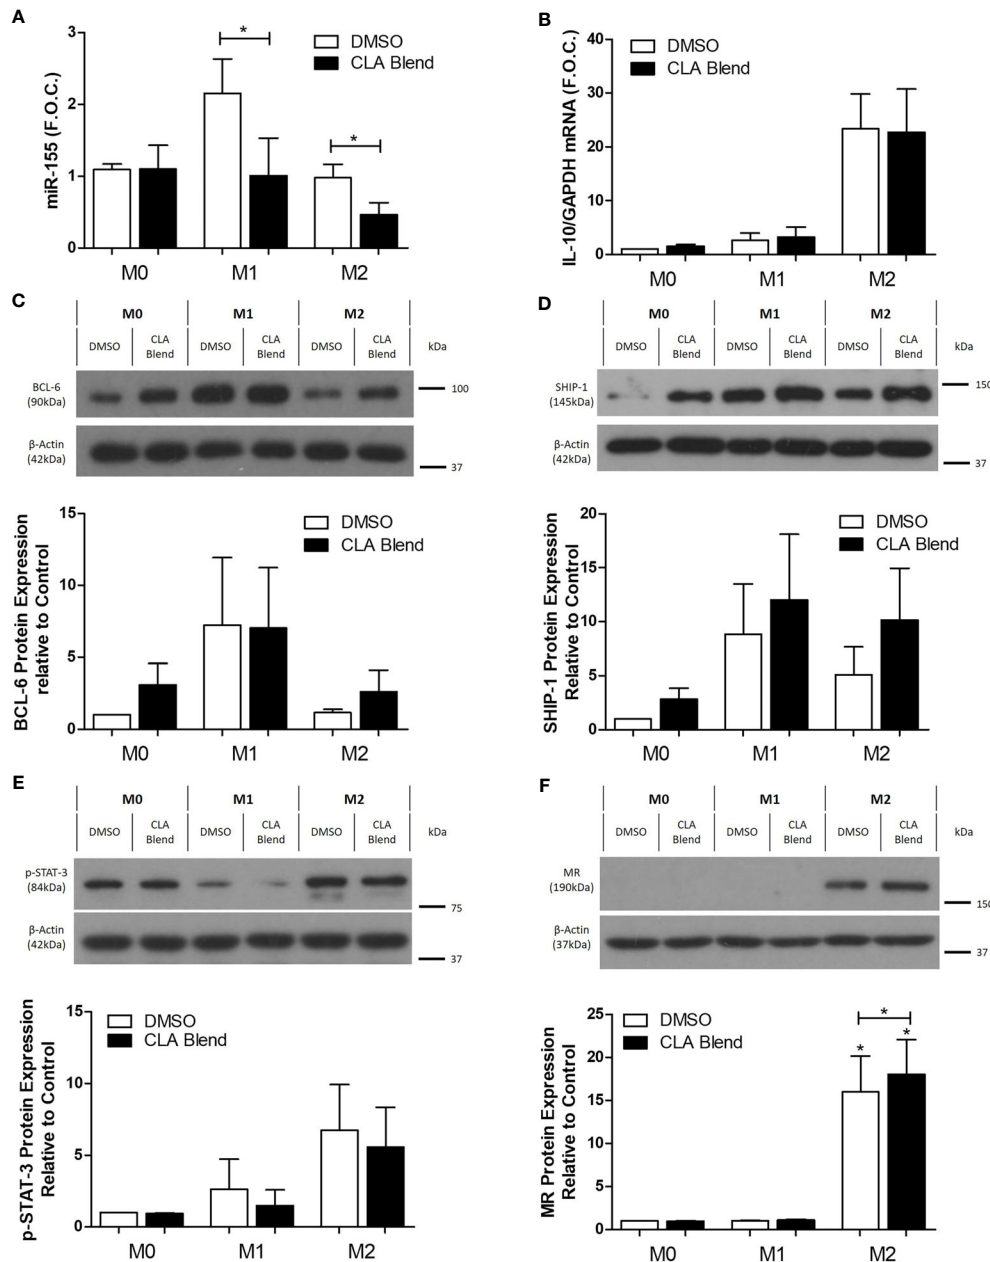 A
miR-155 (F.O.C.)
3
2
1
0
*
*
DMSO
CLA Blend
M0 M1 M2
B
IL-10/GAPDH mRNA (F.O.C.)
40
30
20
10
0
DMSO
CLA Blend
M0 M1 M2
C
M0 M1 M2
DMSO CLA Blend DMSO CLA Blend DMSO CLA Blend kDa
BCL-6
(90kDa)
100
β-Actin
(42kDa)
37
BCL-6 Protein Expression
relative to Control
15
10
5
0
DMSO
CLA Blend
M0 M1 M2
D
M0 M1 M2
DMSO CLA Blend DMSO CLA Blend DMSO CLA Blend kDa
SHIP-1
(145kDa)
150
β-Actin
(42kDa)
37
SHIP-1 Protein Expression
Relative to Control
20
15
10
5
0
DMSO
CLA Blend
M0 M1 M2
E
M0 M1 M2
DMSO CLA Blend DMSO CLA Blend DMSO CLA Blend kDa
p-STAT-3
(84kDa)
75
β-Actin
(42kDa)
37
p-STAT-3 Protein Expression
Relative to Control
15
10
5
0
DMSO
CLA Blend
M0 M1 M2
F
M0 M1 M2
DMSO CLA Blend DMSO CLA Blend DMSO CLA Blend kDa
MR
(190kDa)
150
β-Actin
(37kDa)
37
MR Protein Expression
Relative to Control
25
20
15
10
5
0
DMSO
CLA Blend
*
*
*
M0 M1 M2